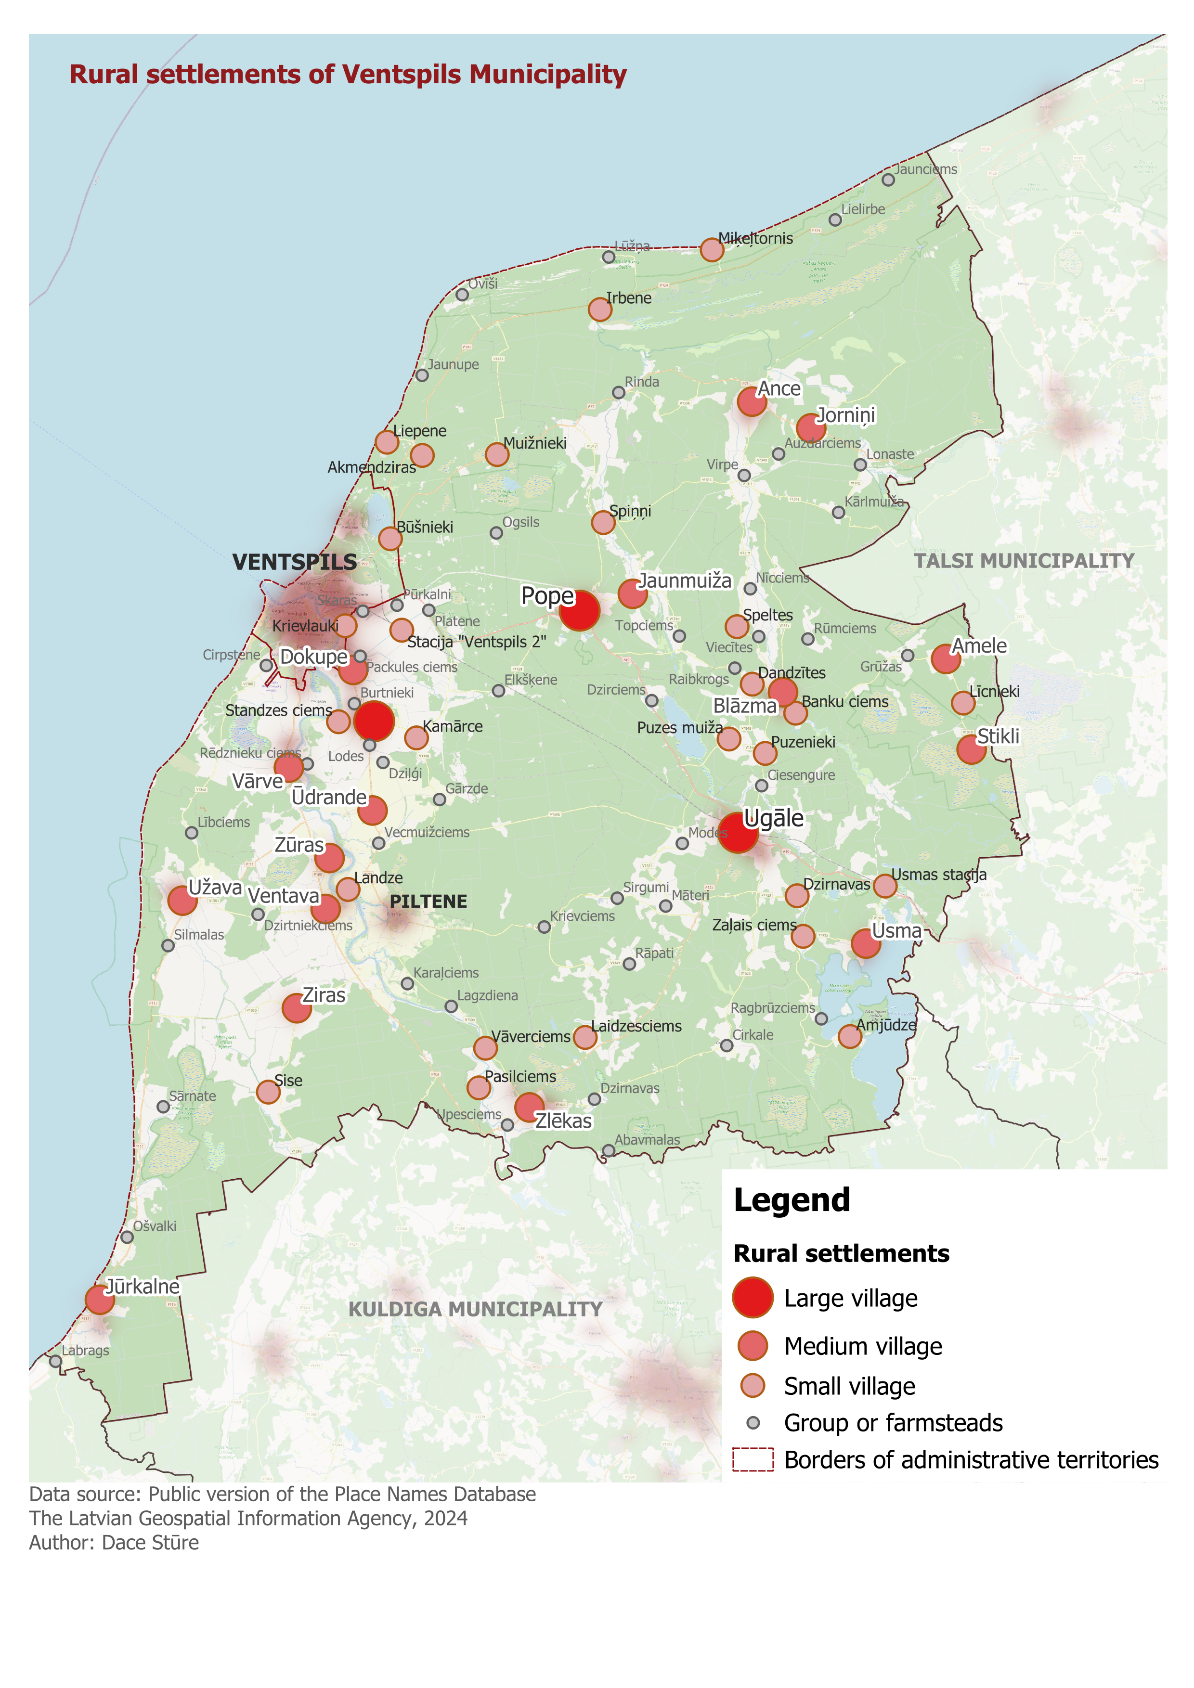 Rural settlements of Ventspils Municipality
Jaunciems
Lielirbe
Miķeļtornis
Lūžņa
Oviši
Irbene
Jaunupe
Rinda
Ance
Jorniņi
Liepene
Muižnieki
Auzdārciems
Lonaste
Akmeņdziras
Virpe
Kārlmuiža
Spiņņi
Būšnieki
Ogsils
VENTSPILS
TALSI MUNICIPALITY
Jaunmuiža
Nīcciems
Pope
Pūrkalni
Skaras
Platene
Speltes
Krievlauki
Stacija "Ventspils 2"
Topciems
Viecītes
Rūmciems
Amele
Cirpstene
Dokupe
Packules ciems
Grūžas
Raibkrogs
Dandzītes
Elkšķene
Dzirciems
Burtnieki
Līcnieki
Blāzma
Banku ciems
Standzes ciems
Kamārce
Puzes muiža
Puzenieki
Stikli
Rēdznieku ciems
Lodes
Dziļģi
Vārve
Ciesengure
Ūdrande
Gārzde
Ugāle
Lībciems
Vecmuižciems
Modes
Zūras
Landze
Usmas stacija
Dzirnavas
Užava
Ventava
Sirgumi
Māteri
PILTENE
Dzirtniekciems
Krievciems
Zaļais ciems
Usma
Silmalas
Rāpati
Karaļciems
Ziras
Lagzdiena
Ragbrūzciems
Laidzesciems
Amjūdze
Vāverciems
Cirkale
Sise
Pasilciems
Sārnate
Dzirnavas
Upesciems
Zlēkas
Abavmalas
Ošvalki
Jūrkalne
KULDIGA MUNICIPALITY
Labrags
Legend
Rural settlements
Large village
Medium village
Small village
Group or farmsteads
Borders of administrative territories
Data source: Public version of the Place Names Database
The Latvian Geospatial Information Agency, 2024
Author: Dace Stūre